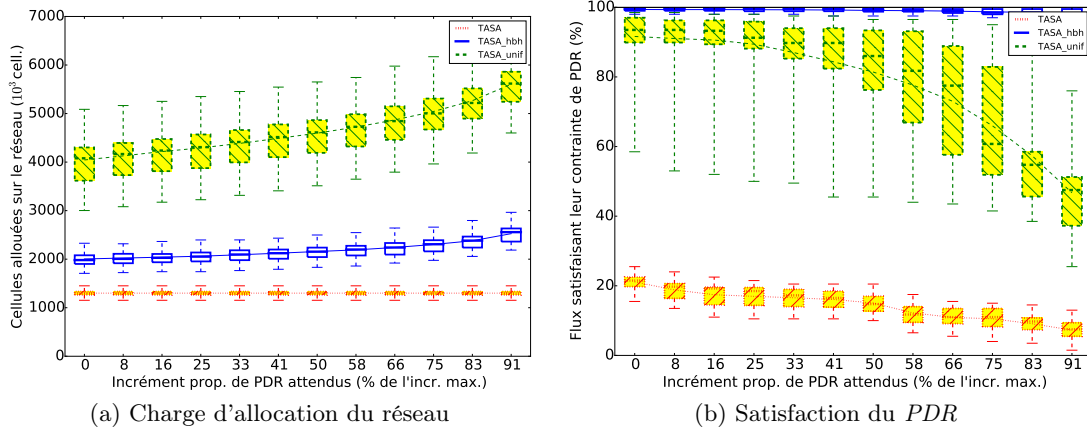 7000
6000
5000
4000
3000
2000
1000
0
Cellules allouées sur le réseau (10³ cell.)
TASA
TASA_hbh
TASA_unif
0 8 16 25 33 41 50 58 66 75 83 91
Incrément prop. de PDR attendus (% de l'incr. max.)
(a) Charge d'allocation du réseau
100
80
60
40
20
0
Flux satisfaisant leur contrainte de PDR (%)
TASA
TASA_hbh
TASA_unif
0 8 16 25 33 41 50 58 66 75 83 91
Incrément prop. de PDR attendus (% de l'incr. max.)
(b) Satisfaction du PDR